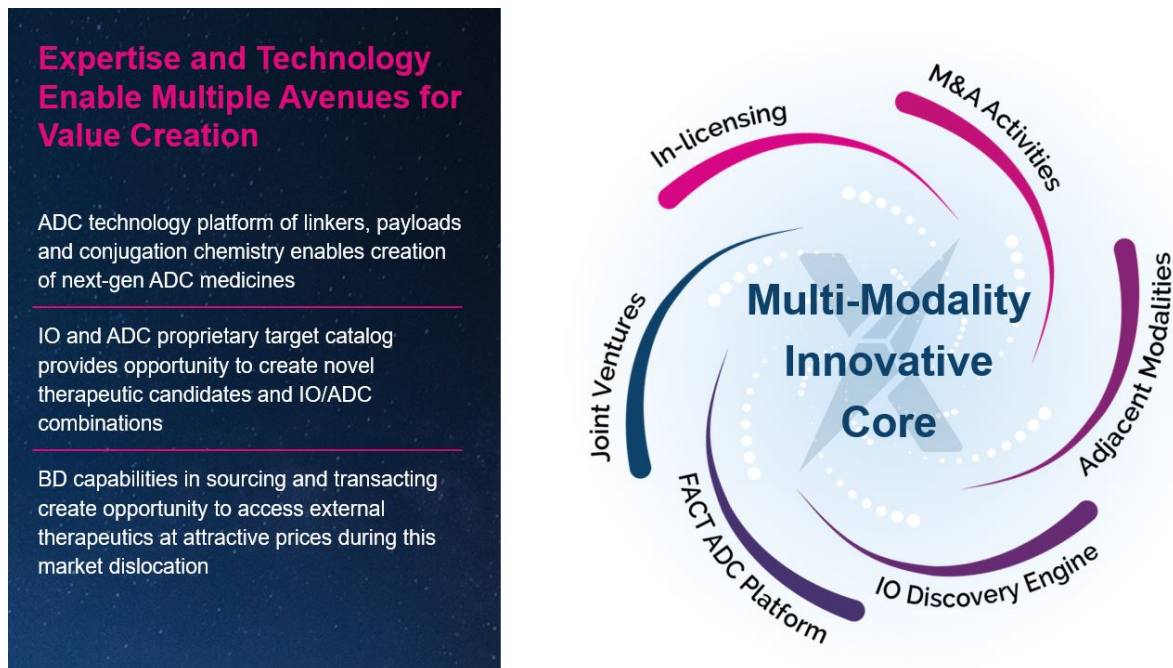 Expertise and Technology
Enable Multiple Avenues for
Value Creation
ADC technology platform of linkers, payloads
and conjugation chemistry enables creation
of next-gen ADC medicines
IO and ADC proprietary target catalog
provides opportunity to create novel
therapeutic candidates and IO/ADC
combinations
BD capabilities in sourcing and transacting
create opportunity to access external
therapeutics at attractive prices during this
market dislocation
In-licensing
M&A Activities
Adjacent Modalities
IO Discovery Engine
FACT ADC Platform
Joint Ventures
Multi-Modality
Innovative
Core